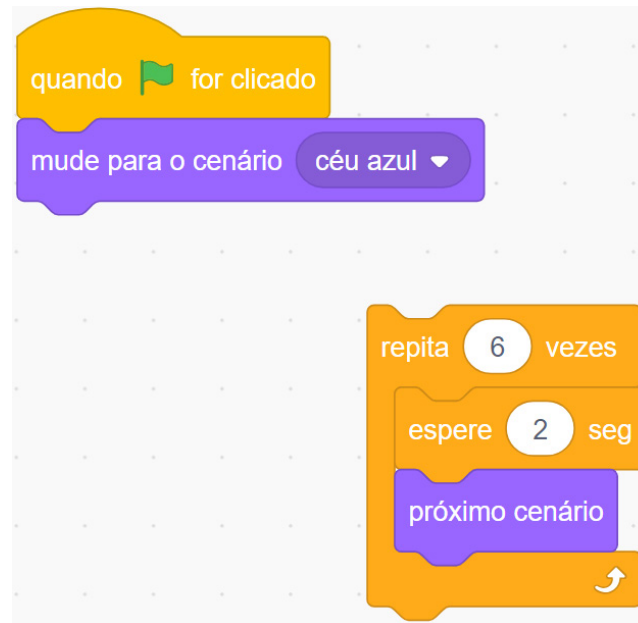 quando for clicado
mude para o cenário céu azul
repita 6 vezes
espere 2 seg
próximo cenário